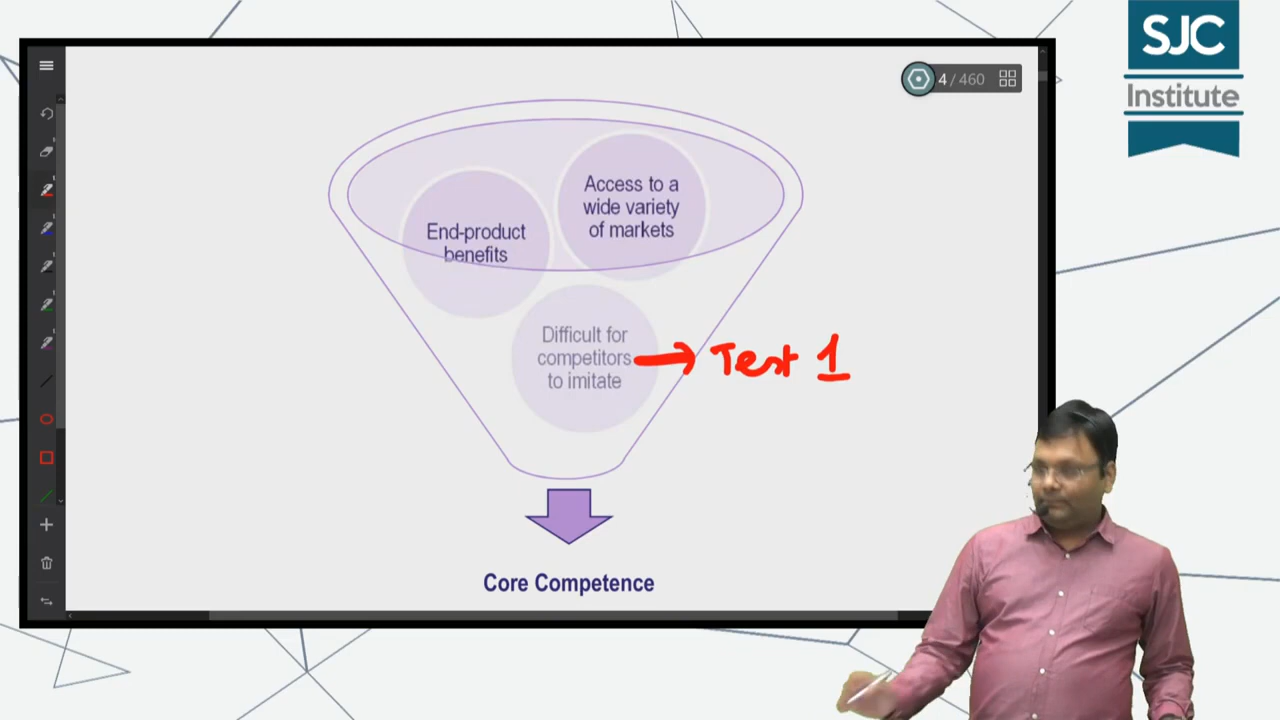 SJC
Institute
4 / 460
Access to a
wide variety
of markets
End-product
benefits
Difficult for
competitors
to imitate
Test 1
Core Competence